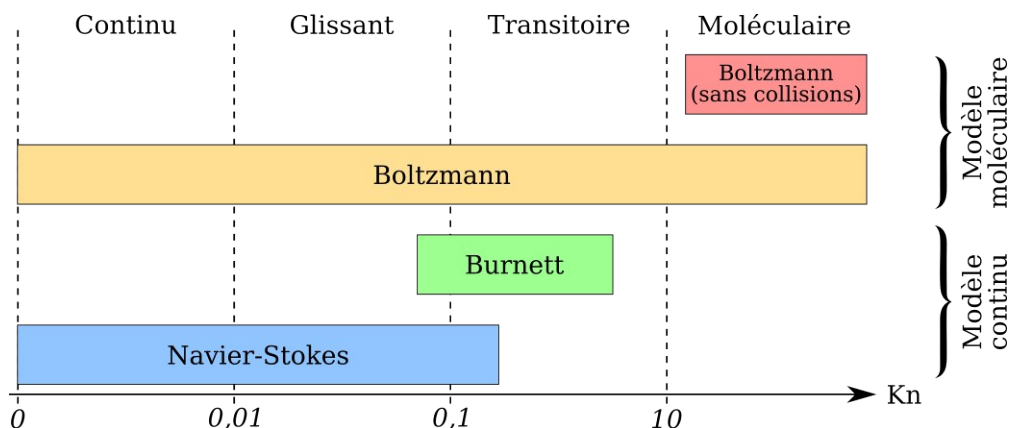 Continu
Glissant
Transitoire
Moléculaire
Boltzmann
(sans collisions)
Boltzmann
Burnett
Navier-Stokes
Modèle
moléculaire
Modèle
continu
Kn
0
0,01
0,1
10